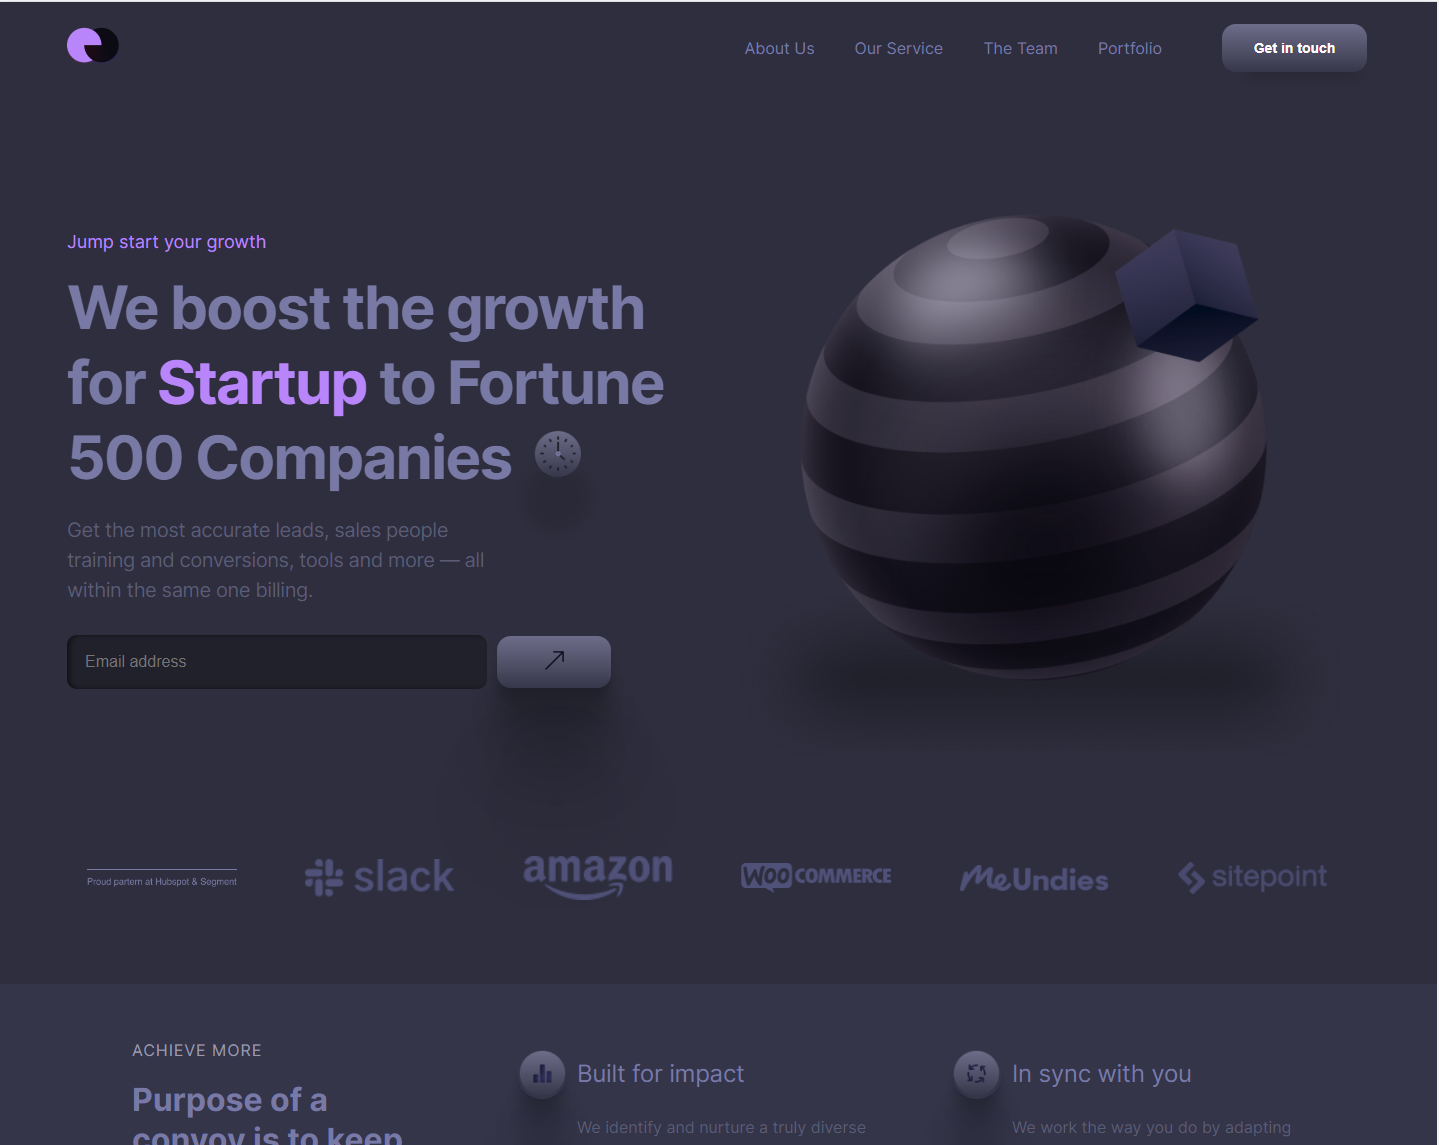 About Us
Our Service
The Team
Portfolio
Get in touch
Jump start your growth
We boost the growth
for Startup to Fortune
500 Companies
Get the most accurate leads, sales people
training and conversions, tools and more — all
within the same one billing.
Email address
Proud partern at Hubspot & Segment
slack
amazon
WOO COMMERCE
MeUndies
sitepoint
ACHIEVE MORE
Purpose of a
convoy is to keep
Built for impact
We identify and nurture a truly diverse
In sync with you
We work the way you do by adapting